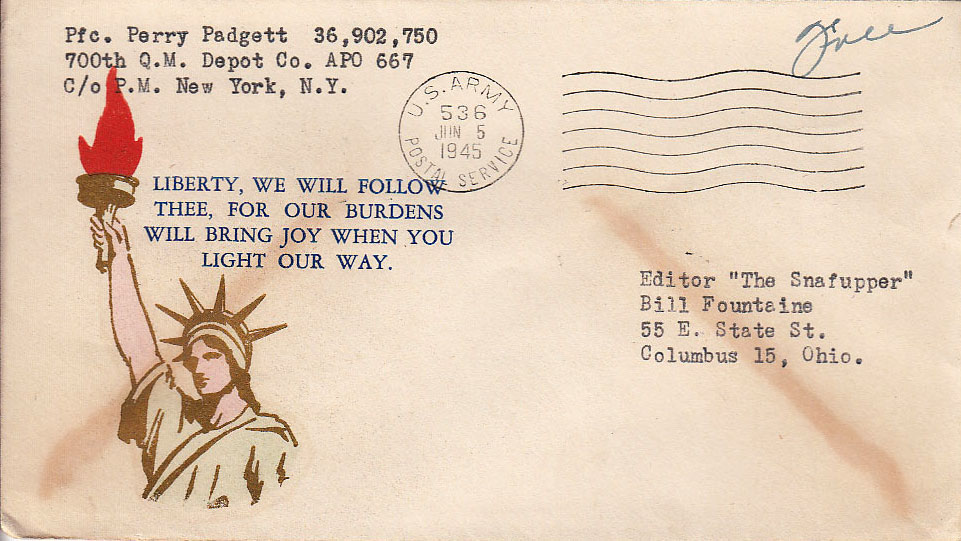 Pfc. Perry Padgett 36,902,750
700th Q.M. Depot Co. APO 667
C/o P.M. New York, N.Y.
Free
U.S. ARMY
536
JUN 5
1945
POSTAL SERVICE
LIBERTY, WE WILL FOLLOW
THEE, FOR OUR BURDENS
WILL BRING JOY WHEN YOU
LIGHT OUR WAY.
Editor "The Snafupper"
Bill Fountaine
55 E. State St.
Columbus 15, Ohio.